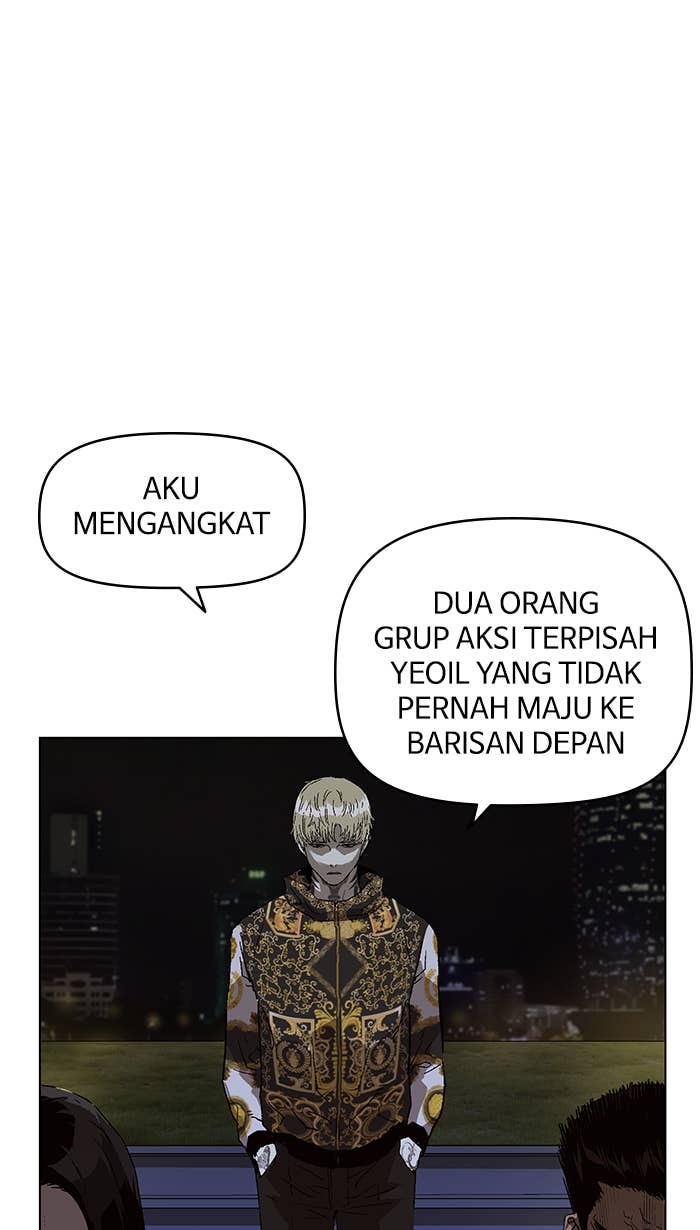 AKU
MENGANGKAT
DUA ORANG
GRUP AKSI TERPISAH
YEOIL YANG TIDAK
PERNAH MAJU KE
BARISAN DEPAN